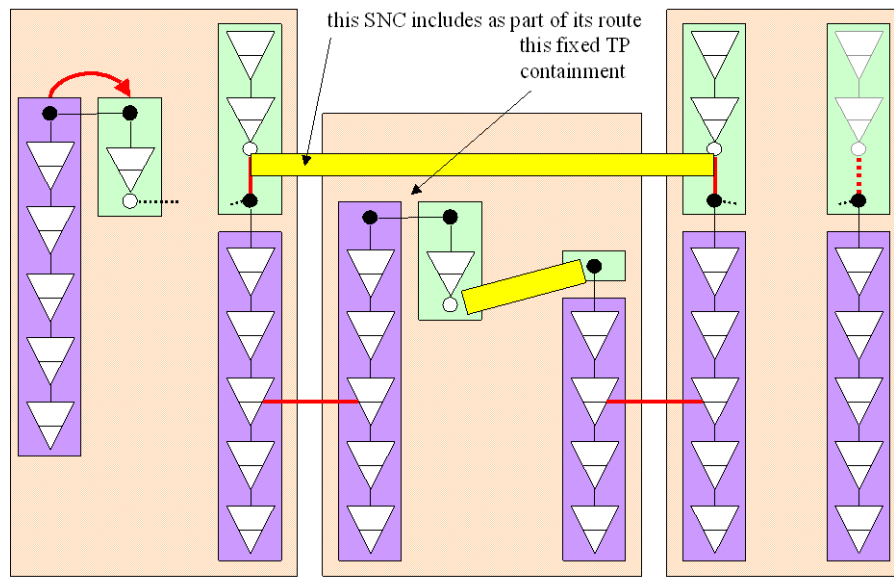 this SNC includes as part of its route
this fixed TP
containment